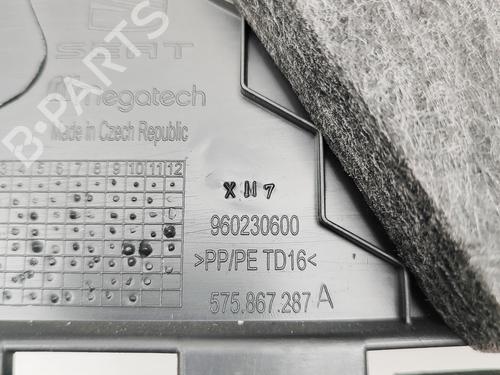 SEAT
megatech
Made in Czech Republic
3 4 5 6 7 8 9 10 11 12
XM7
960230600
>PP/PE TD16<
575.867.287 A
B-PARTS